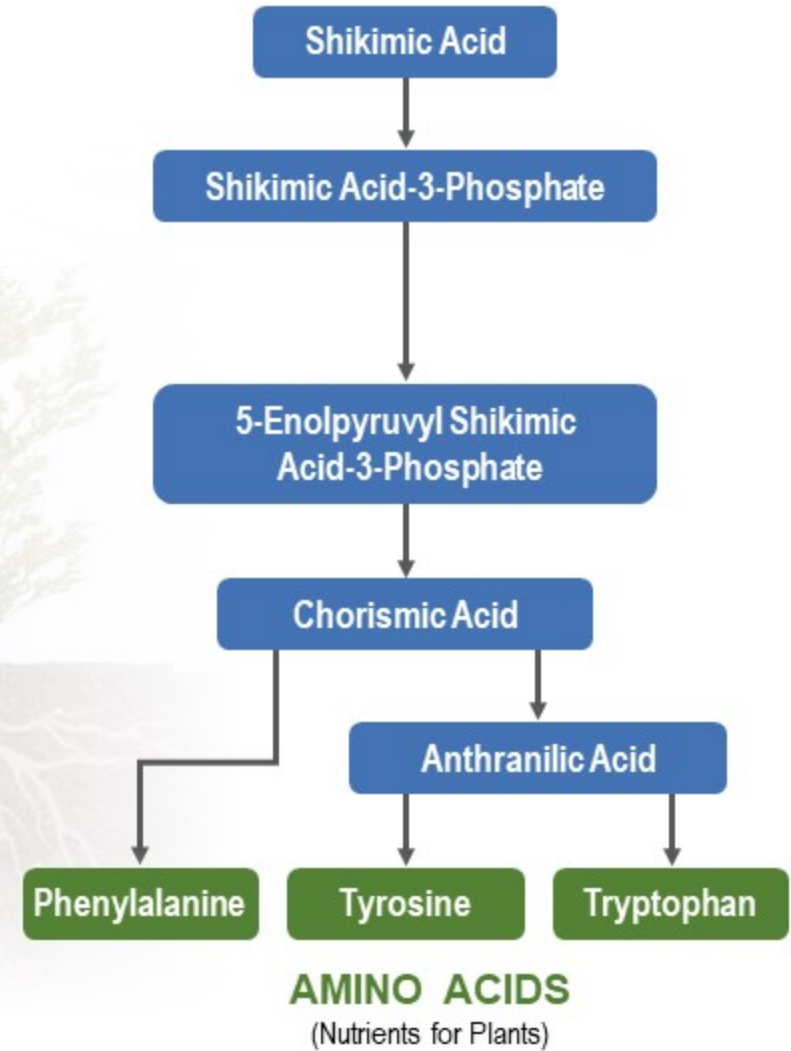 Shikimic Acid
Shikimic Acid-3-Phosphate
5-Enolpyruvyl Shikimic
Acid-3-Phosphate
Chorismic Acid
Anthranilic Acid
Phenylalanine
Tyrosine
Tryptophan
AMINO ACIDS
(Nutrients for Plants)